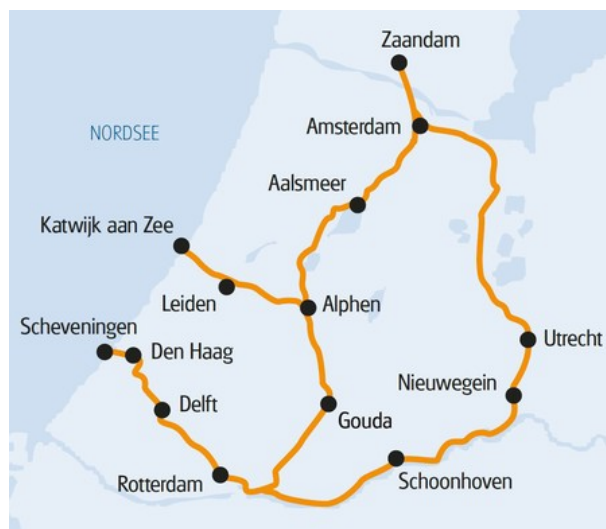 Zaandam
NORDSEE
Amsterdam
Aalsmeer
Katwijk aan Zee
Leiden
Alphen
Scheveningen
Den Haag
Utrecht
Nieuwegein
Delft
Gouda
Rotterdam
Schoonhoven